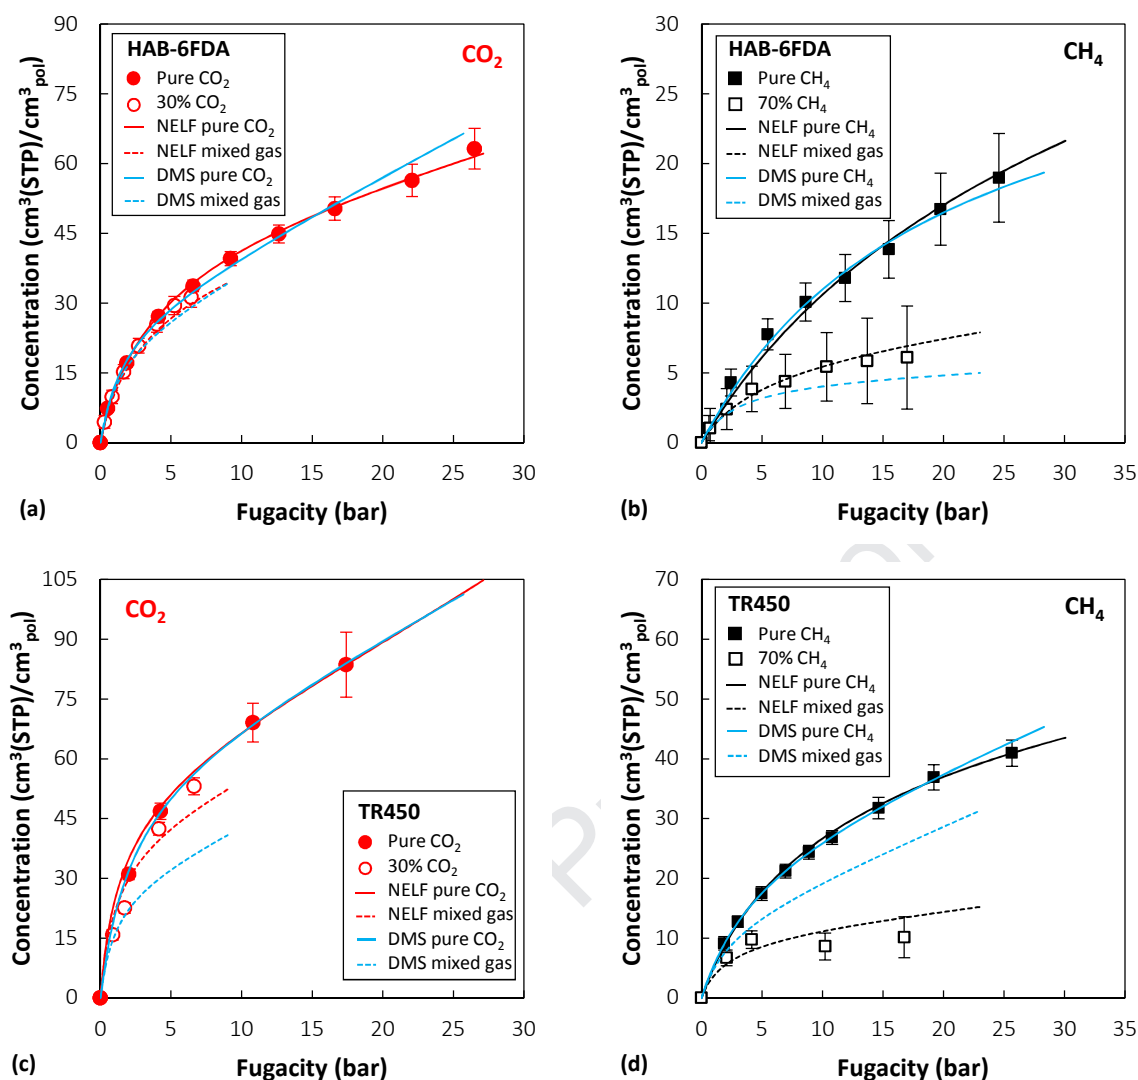 90
75
60
45
30
15
0
Concentration (cm³(STP)/cm³pol)
HAB-6FDA
Pure CO₂
30% CO₂
NELF pure CO₂
NELF mixed gas
DMS pure CO₂
DMS mixed gas
CO₂
0 5 10 15 20 25 30
(a)
Fugacity (bar)
30
25
20
15
10
5
0
Concentration (cm³(STP)/cm³pol)
HAB-6FDA
Pure CH₄
70% CH₄
NELF pure CH₄
NELF mixed gas
DMS pure CH₄
DMS mixed gas
CH₄
0 5 10 15 20 25 30 35
(b)
Fugacity (bar)
105
90
75
60
45
30
15
0
Concentration (cm³(STP)/cm³pol)
CO₂
TR450
Pure CO₂
30% CO₂
NELF pure CO₂
NELF mixed gas
DMS pure CO₂
DMS mixed gas
0 5 10 15 20 25 30
(c)
Fugacity (bar)
70
60
50
40
30
20
10
0
Concentration (cm³(STP)/cm³pol)
TR450
Pure CH₄
70% CH₄
NELF pure CH₄
NELF mixed gas
DMS pure CH₄
DMS mixed gas
CH₄
0 5 10 15 20 25 30 35
(d)
Fugacity (bar)